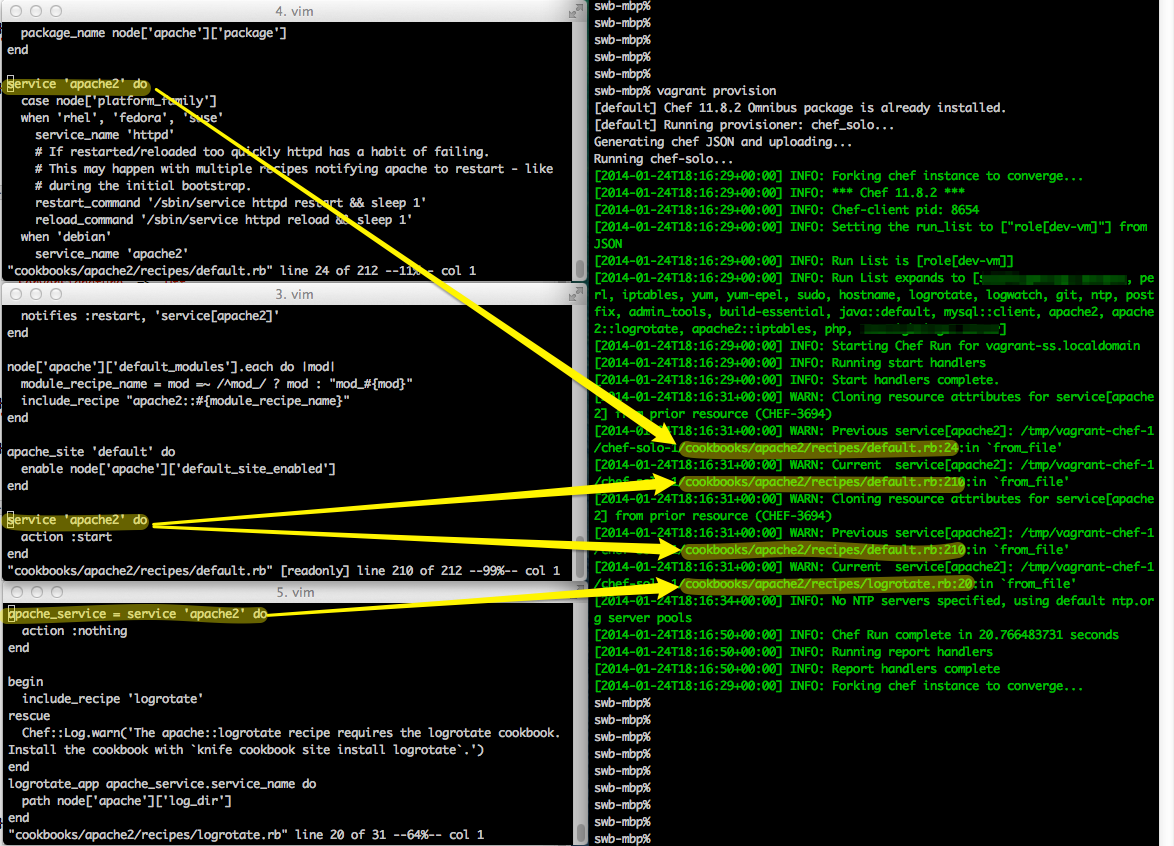 4. vim
package_name node['apache']['package']
end
service 'apache2' do
case node['platform_family']
when 'rhel', 'fedora', 'suse'
service_name 'httpd'
# If restarted/reloaded too quickly httpd has a habit of failing.
# This may happen with multiple recipes notifying apache to restart - like
# during the initial bootstrap.
restart_command '/sbin/service httpd restart && sleep 1'
reload_command '/sbin/service httpd reload && sleep 1'
when 'debian'
service_name 'apache2'
"cookbooks/apache2/recipes/default.rb" line 24 of 212 --11%-- col 1
3. vim
notifies :restart, 'service[apache2]'
end
node['apache']['default_modules'].each do |mod|
module_recipe_name = mod =~ /^mod_/ ? mod : "mod_#{mod}"
include_recipe "apache2::#{module_recipe_name}"
end
apache_site 'default' do
enable node['apache']['default_site_enabled']
end
service 'apache2' do
action :start
end
"cookbooks/apache2/recipes/default.rb" [readonly] line 210 of 212 --99%-- col 1
5. vim
apache_service = service 'apache2' do
action :nothing
end
begin
include_recipe 'logrotate'
rescue
Chef::Log.warn('The apache::logrotate recipe requires the logrotate cookbook.
Install the cookbook with `knife cookbook site install logrotate`.')
end
logrotate_app apache_service.service_name do
path node['apache']['log_dir']
end
"cookbooks/apache2/recipes/logrotate.rb" line 20 of 31 --64%-- col 1
swb-mbp%
swb-mbp%
swb-mbp%
swb-mbp%
swb-mbp%
swb-mbp% vagrant provision
[default] Chef 11.8.2 Omnibus package is already installed.
[default] Running provisioner: chef_solo...
Generating chef JSON and uploading...
Running chef-solo...
[2014-01-24T18:16:29+00:00] INFO: Forking chef instance to converge...
[2014-01-24T18:16:29+00:00] INFO: *** Chef 11.8.2 ***
[2014-01-24T18:16:29+00:00] INFO: Chef-client pid: 8654
[2014-01-24T18:16:29+00:00] INFO: Setting the run_list to ["role[dev-vm]"] from
JSON
[2014-01-24T18:16:29+00:00] INFO: Run List is [role[dev-vm]]
[2014-01-24T18:16:29+00:00] INFO: Run List expands to [ , pe
rl, iptables, yum, yum-epel, sudo, hostname, logrotate, logwatch, git, ntp, post
fix, admin_tools, build-essential, java::default, mysql::client, apache2, apache
2::logrotate, apache2::iptables, php, ]
[2014-01-24T18:16:29+00:00] INFO: Starting Chef Run for vagrant-ss.localdomain
[2014-01-24T18:16:29+00:00] INFO: Running start handlers
[2014-01-24T18:16:29+00:00] INFO: Start handlers complete.
[2014-01-24T18:16:31+00:00] WARN: Cloning resource attributes for service[apache
2] from prior resource (CHEF-3694)
[2014-01-24T18:16:31+00:00] WARN: Previous service[apache2]: /tmp/vagrant-chef-1
/chef-solo-1/cookbooks/apache2/recipes/default.rb:24:in `from_file'
[2014-01-24T18:16:31+00:00] WARN: Current  service[apache2]: /tmp/vagrant-chef-1
/chef-solo-1/cookbooks/apache2/recipes/default.rb:210:in `from_file'
[2014-01-24T18:16:31+00:00] WARN: Cloning resource attributes for service[apache
2] from prior resource (CHEF-3694)
[2014-01-24T18:16:31+00:00] WARN: Previous service[apache2]: /tmp/vagrant-chef-1
/chef-solo-1/cookbooks/apache2/recipes/default.rb:210:in `from_file'
[2014-01-24T18:16:31+00:00] WARN: Current  service[apache2]: /tmp/vagrant-chef-1
/chef-solo-1/cookbooks/apache2/recipes/logrotate.rb:20:in `from_file'
[2014-01-24T18:16:34+00:00] INFO: No NTP servers specified, using default ntp.or
g server pools
[2014-01-24T18:16:50+00:00] INFO: Chef Run complete in 20.766483731 seconds
[2014-01-24T18:16:50+00:00] INFO: Running report handlers
[2014-01-24T18:16:50+00:00] INFO: Report handlers complete
[2014-01-24T18:16:29+00:00] INFO: Forking chef instance to converge...
swb-mbp%
swb-mbp%
swb-mbp%
swb-mbp%
swb-mbp%
swb-mbp%
swb-mbp%
swb-mbp%
swb-mbp%